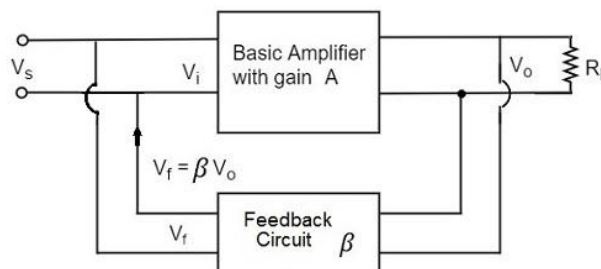 Basic Amplifier
with gain A
Vs
Vi
Vo
R
Vf = β Vo
Vf
Feedback
Circuit β